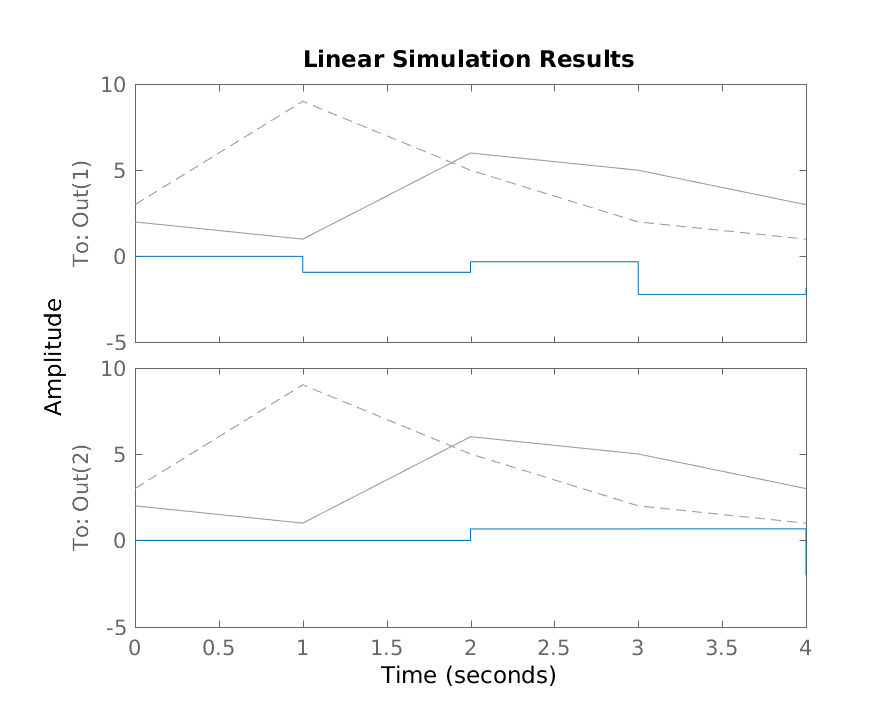 Linear Simulation Results
Amplitude
To: Out(1)
10
5
0
-5
To: Out(2)
10
5
0
-5
0 0.5 1 1.5 2 2.5 3 3.5 4
Time (seconds)